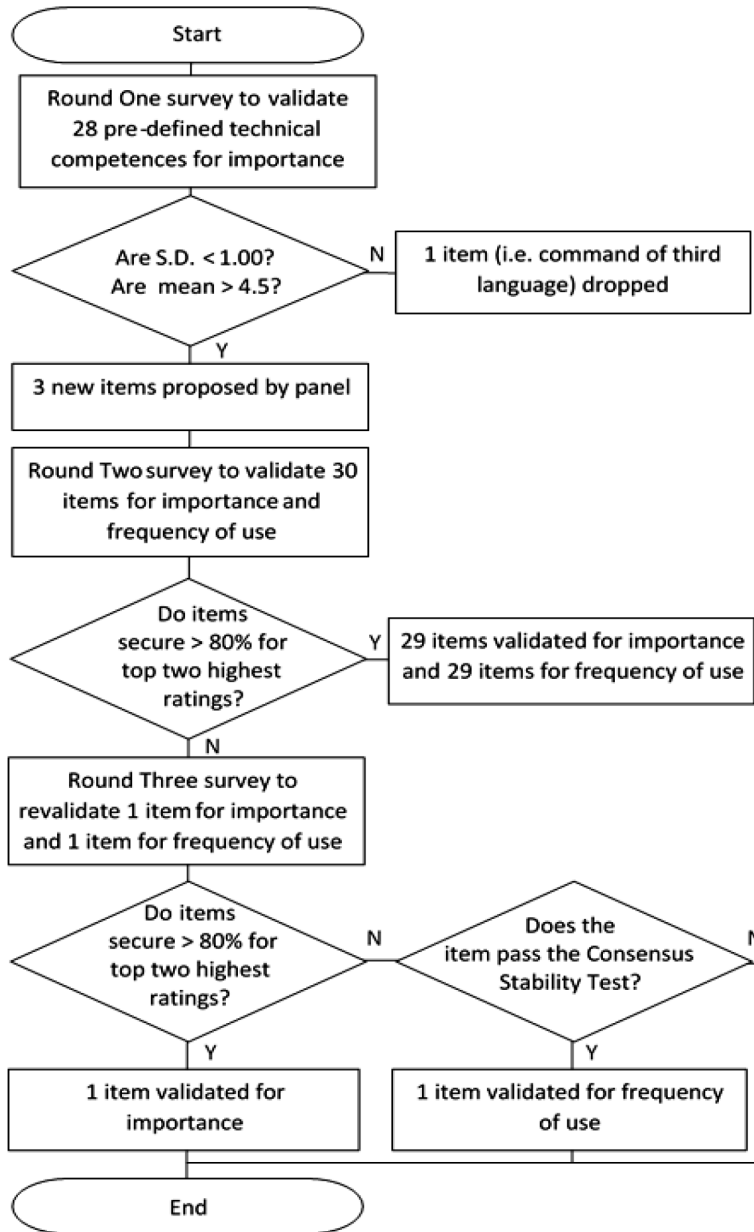 Start
Round One survey to validate
28 pre-defined technical
competences for importance
Are S.D. < 1.00?
Are mean > 4.5?
N
1 item (i.e. command of third
language) dropped
Y
3 new items proposed by panel
Round Two survey to validate 30
items for importance and
frequency of use
Do items
secure > 80% for
top two highest
ratings?
Y
29 items validated for importance
and 29 items for frequency of use
N
Round Three survey to
revalidate 1 item for importance
and 1 item for frequency of use
Do items
secure > 80% for
top two highest
ratings?
N
Does the
item pass the Consensus
Stability Test?
N
Y
1 item validated for
importance
Y
1 item validated for frequency
of use
End